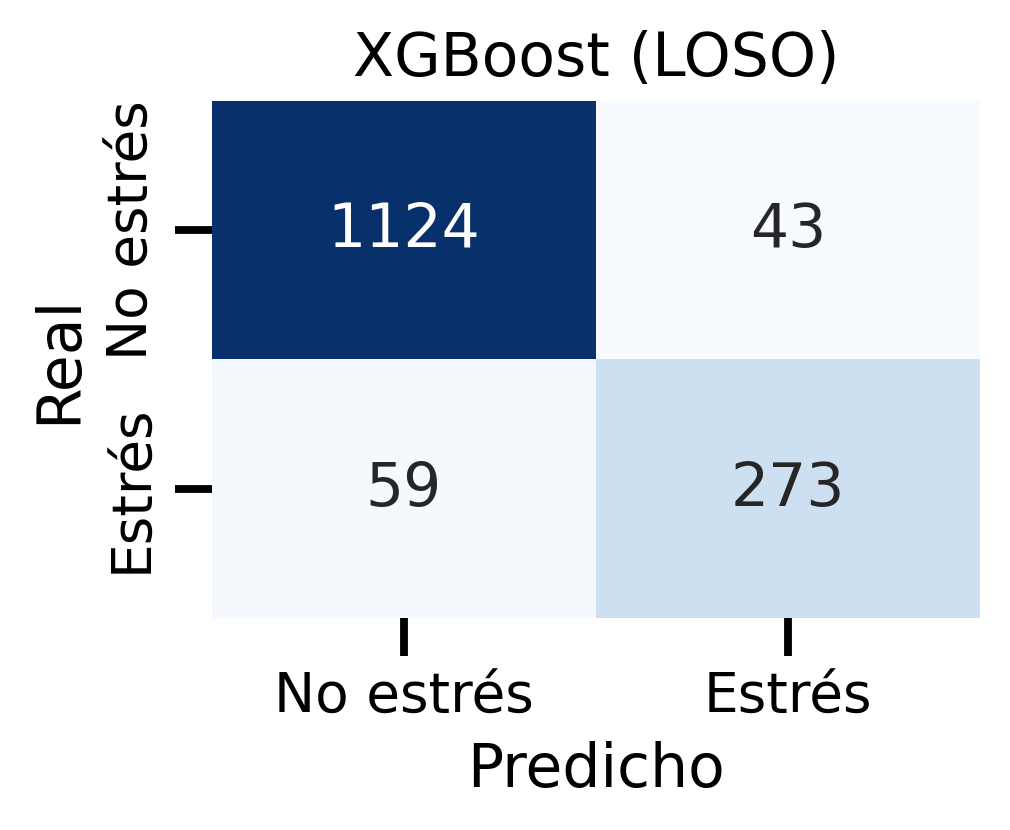 XGBoost (LOSO)
Real
No estrés
1124
43
Estrés
59
273
No estrés
Estrés
Predicho